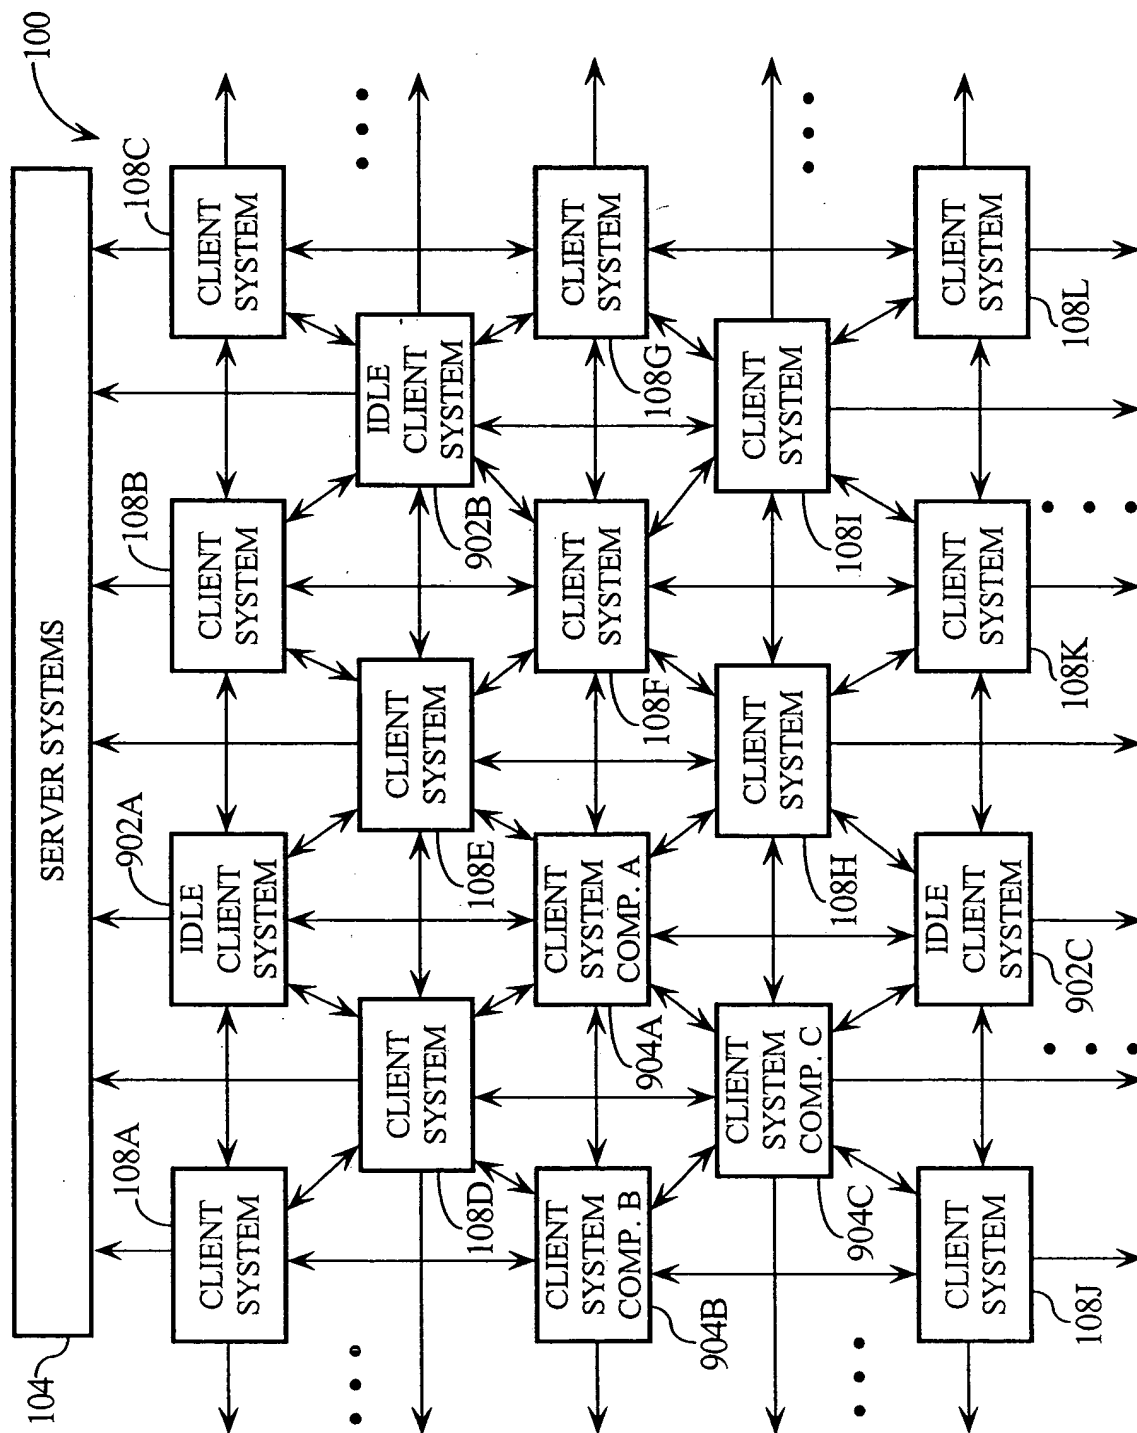 100
104
SERVER SYSTEMS
108A
902A
108B
108C
CLIENT
SYSTEM
IDLE
CLIENT
SYSTEM
CLIENT
SYSTEM
CLIENT
SYSTEM
CLIENT
SYSTEM
108D
CLIENT
SYSTEM
108E
IDLE
CLIENT
SYSTEM
902B
CLIENT
SYSTEM
COMP. B
904B
CLIENT
SYSTEM
COMP. A
904A
CLIENT
SYSTEM
108F
CLIENT
SYSTEM
108G
CLIENT
SYSTEM
COMP. C
904C
CLIENT
SYSTEM
108H
CLIENT
SYSTEM
108I
CLIENT
SYSTEM
108J
IDLE
CLIENT
SYSTEM
902C
CLIENT
SYSTEM
108K
CLIENT
SYSTEM
108L